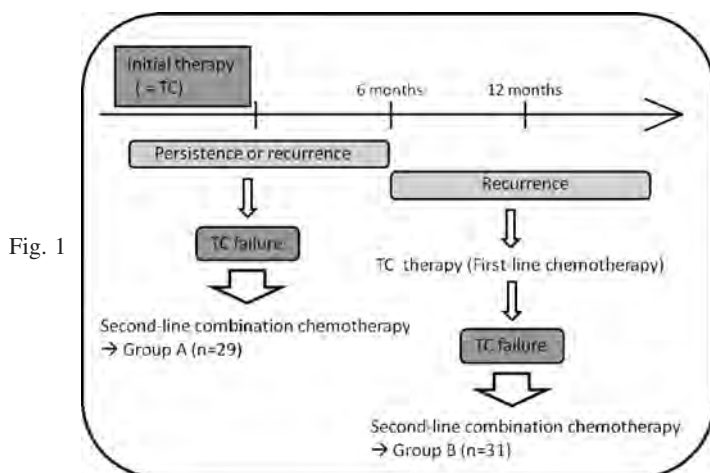 Initial therapy
( = TC)
6 months
12 months
Persistence or recurrence
Recurrence
Fig. 1
TC failure
TC therapy (First-line chemotherapy)
Second-line combination chemotherapy
→ Group A (n=29)
TC failure
Second-line combination chemotherapy
→ Group B (n=31)